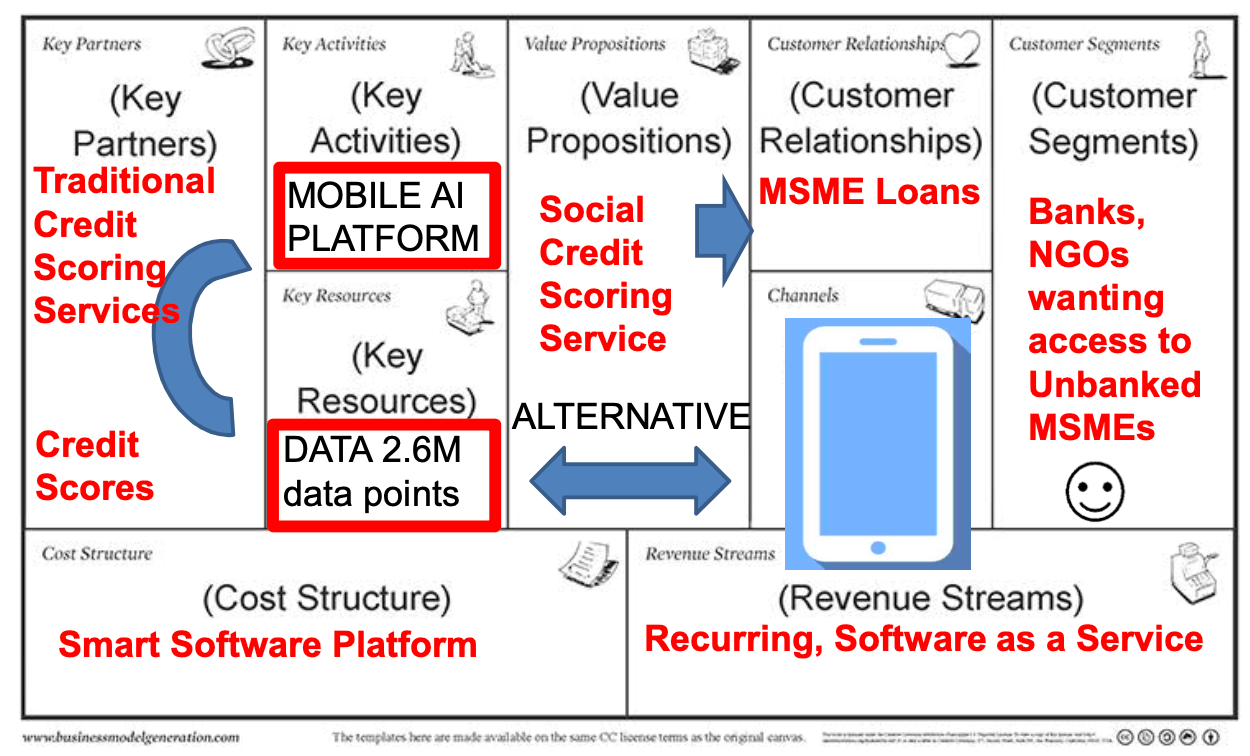 Key Partners
(Key
Partners)
Traditional
Credit
Scoring
Services
Credit
Scores
Key Activities
(Key
Activities)
MOBILE AI
PLATFORM
Key Resources
(Key
Resources)
DATA 2.6M
data points
Value Propositions
(Value
Propositions)
Social
Credit
Scoring
Service
ALTERNATIVE
Customer Relationships
(Customer
Relationships)
MSME Loans
Channels
Customer Segments
(Customer
Segments)
Banks,
NGOs
wanting
access to
Unbanked
MSMEs
Cost Structure
(Cost Structure)
Smart Software Platform
Revenue Streams
(Revenue Streams)
Recurring, Software as a Service
www.businessmodelgeneration.com
The templates here are made available on the same CC license terms as the original canvas.